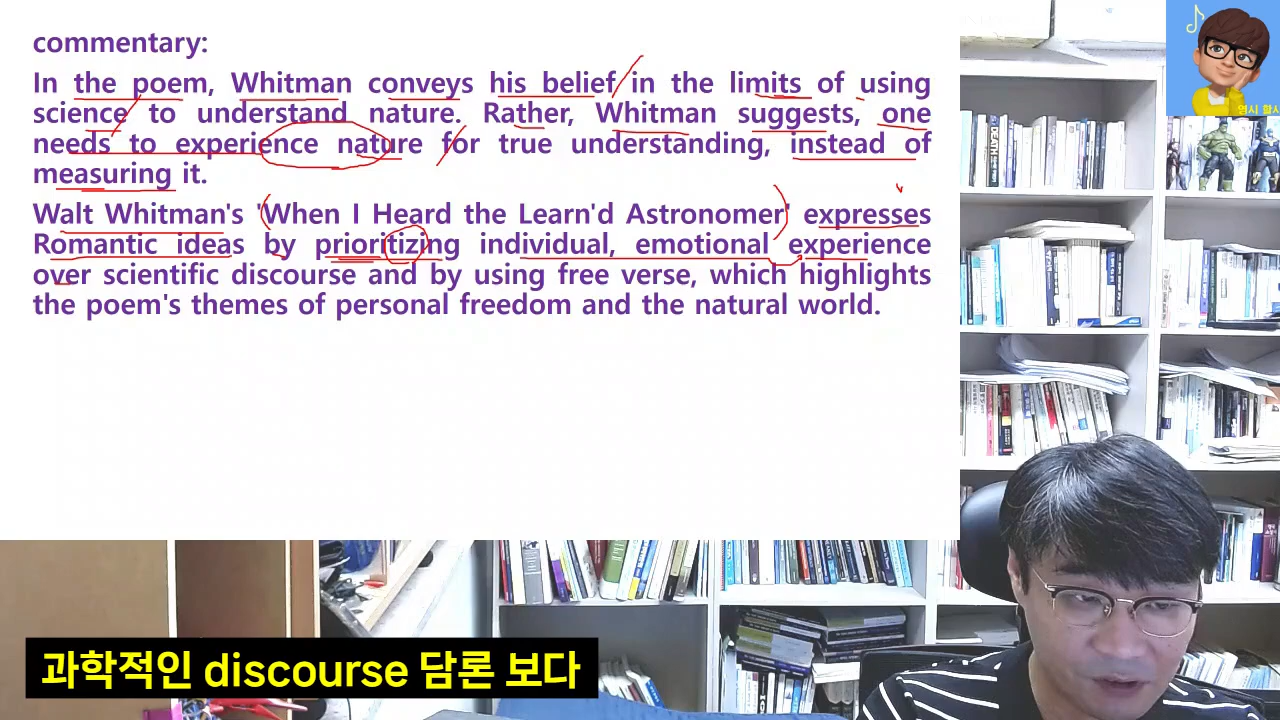 commentary:
In the poem, Whitman conveys his belief in the limits of using
science to understand nature. Rather, Whitman suggests, one
needs to experience nature for true understanding, instead of
measuring it.
Walt Whitman's 'When I Heard the Learn'd Astronomer' expresses
Romantic ideas by prioritizing individual, emotional experience
over scientific discourse and by using free verse, which highlights
the poem's themes of personal freedom and the natural world.
과학적인 discourse 담론 보다